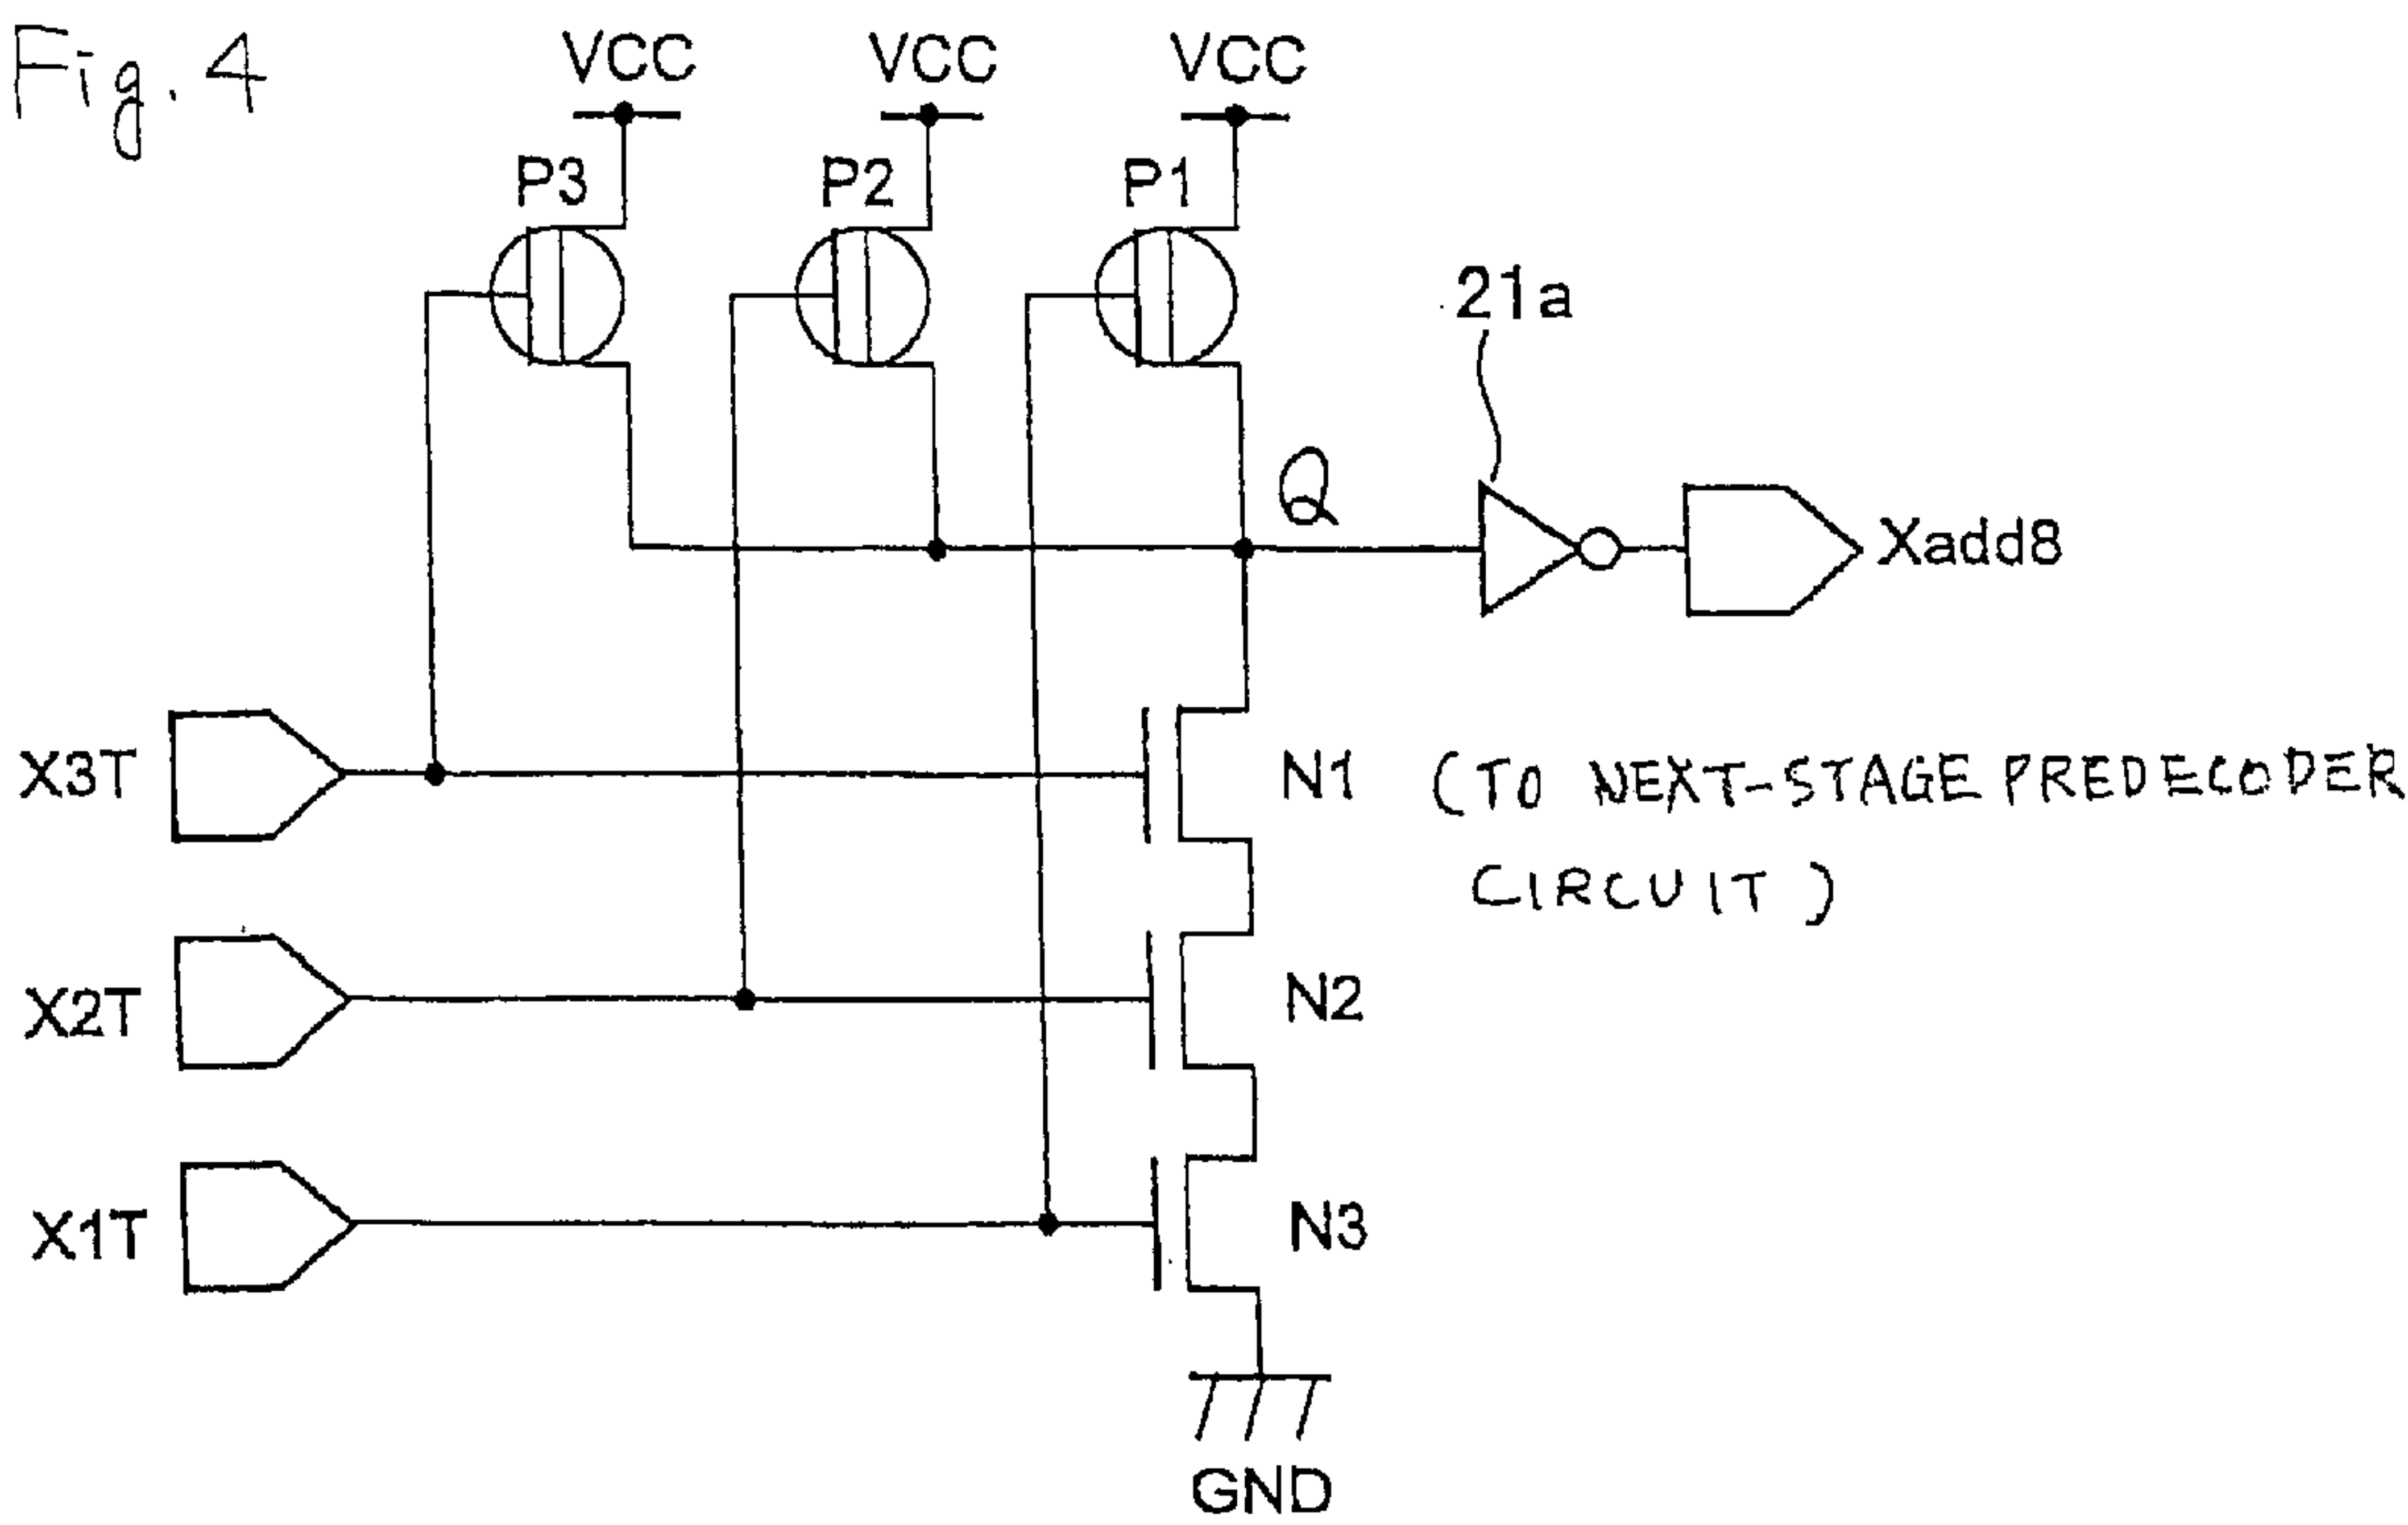 Fig. 4
VCC VCC VCC
P3 P2 P1
21a
Q
Xadd8
X3T N1 (TO NEXT-STAGE PREDECODER
CIRCUIT)
X2T N2
X1T N3
GND